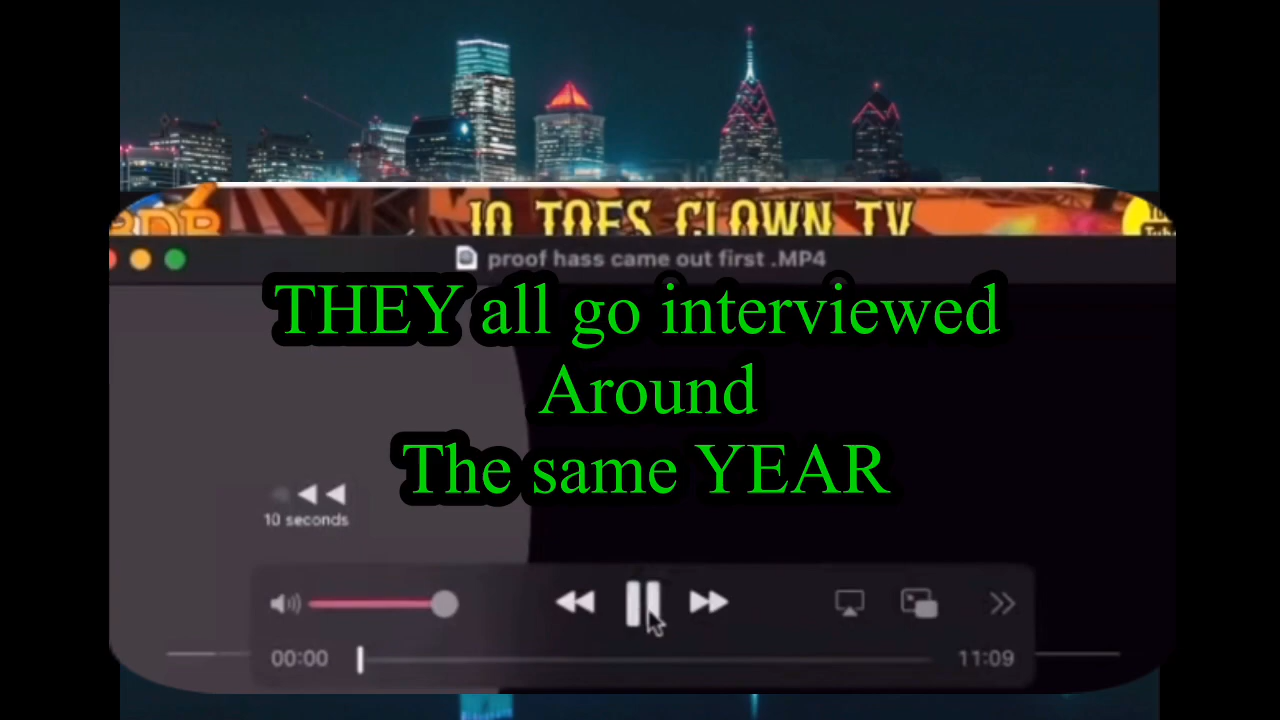 10 TOES CLOWN TV
proof hass came out first .MP4
THEY all go interviewed
Around
The same YEAR
10 seconds
00:00
11:09